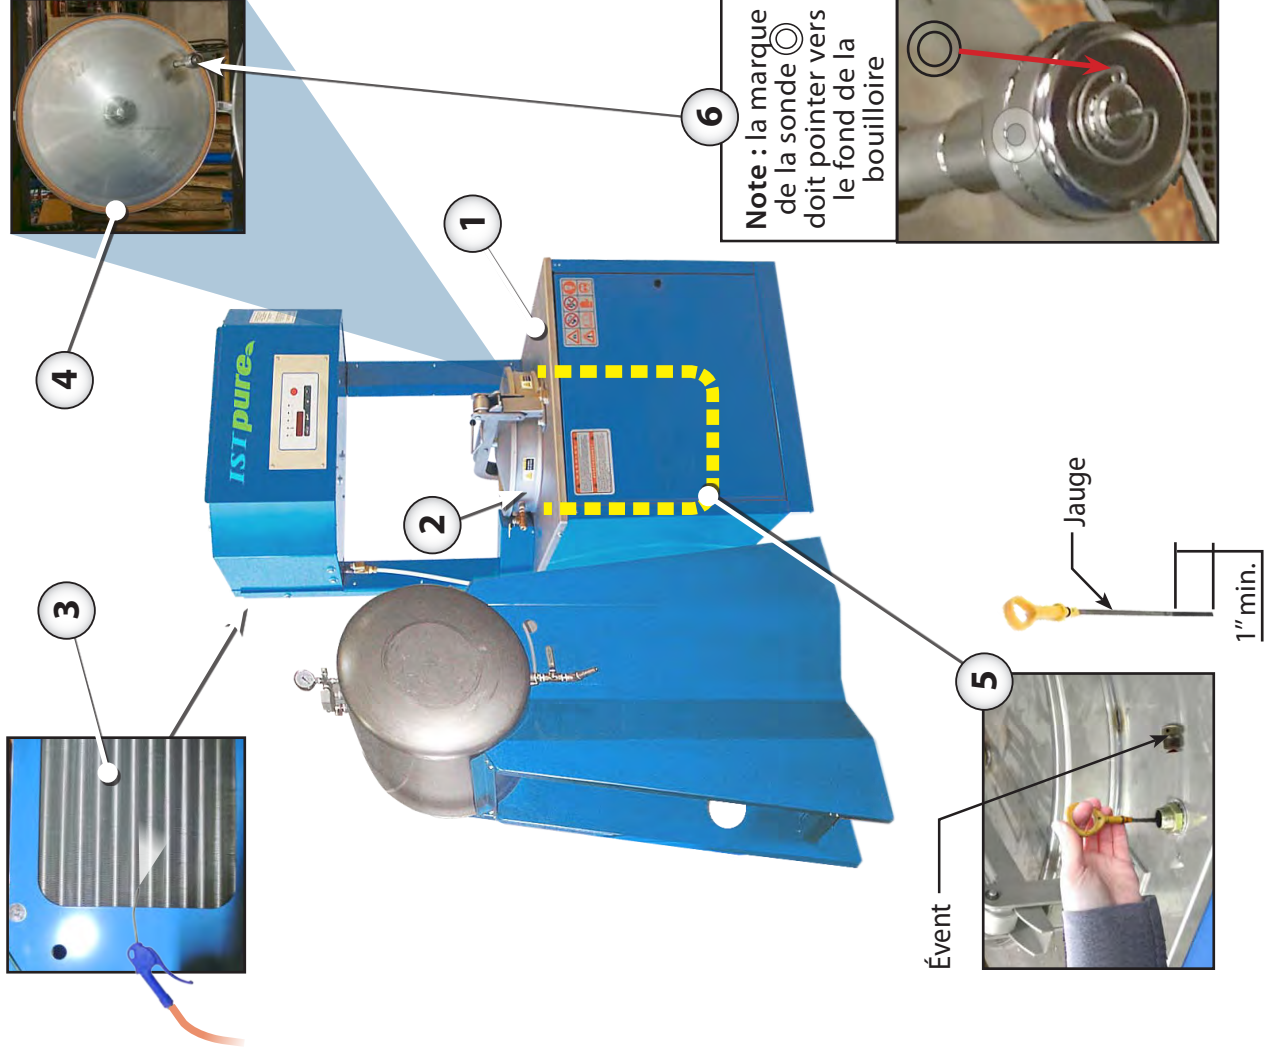 4
3
ISTpure
2
1
6
Note : la marque
de la sonde
doit pointer vers
le fond de la
bouilloire
5
Évent
Jauge
1" min.